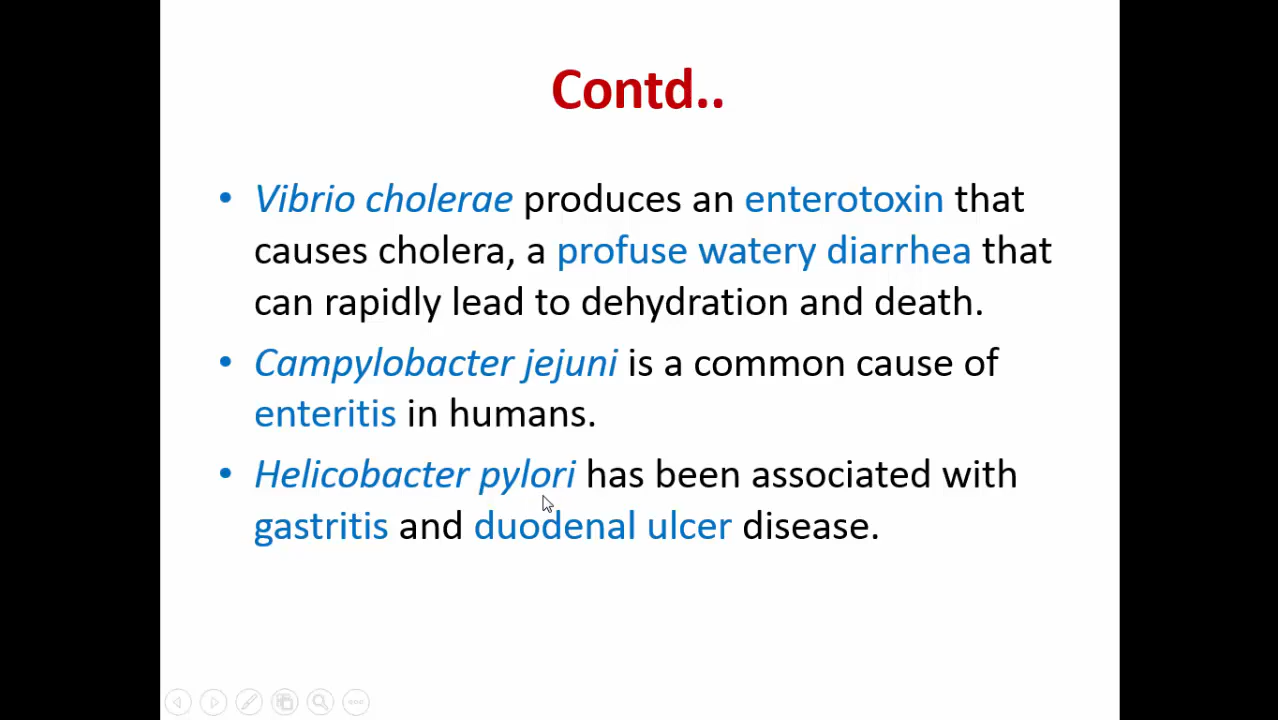 Contd..
• Vibrio cholerae produces an enterotoxin that
causes cholera, a profuse watery diarrhea that
can rapidly lead to dehydration and death.
• Campylobacter jejuni is a common cause of
enteritis in humans.
• Helicobacter pylori has been associated with
gastritis and duodenal ulcer disease.